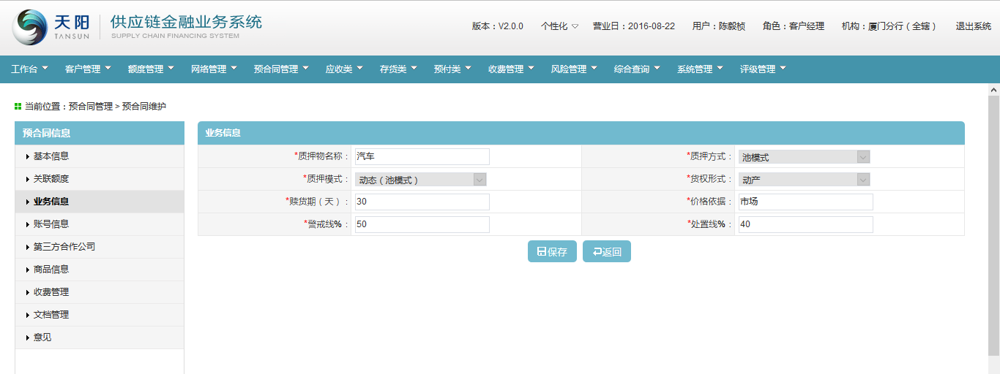 天阳 TANSUN 供应链金融业务系统 SUPPLY CHAIN FINANCING SYSTEM
版本：V2.0.0 个性化 营业日：2016-08-22 用户：陈毅桢 角色：客户经理 机构：厦门分行（全辖） 退出系统
工作台 客户管理 额度管理 网络管理 预合同管理 应收类 存货类 预付类 收费管理 风险管理 综合查询 系统管理 评级管理
当前位置：预合同管理 > 预合同维护
预合同信息
基本信息
关联额度
业务信息
账号信息
第三方合作公司
商品信息
收费管理
文档管理
意见
业务信息
*质押物名称： 汽车 *质押方式： 池模式
*质押模式： 动态（池模式） *货权形式： 动产
*赎货期（天）： 30 *价格依据： 市场
*警戒线%： 50 *处置线%： 40
保存 返回